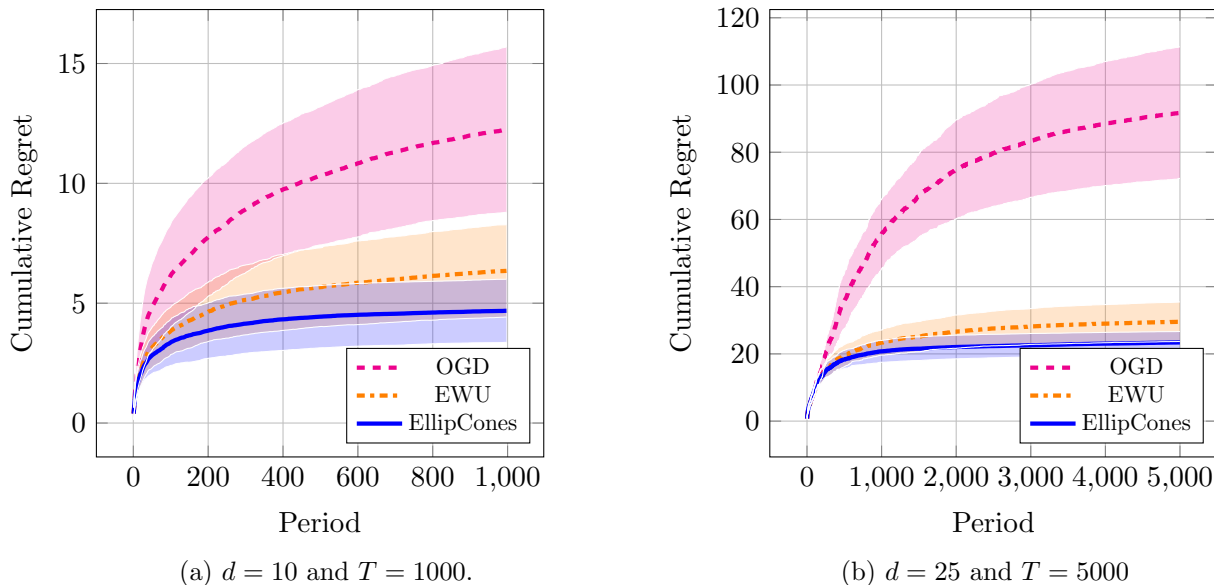 15
10
5
0
0 200 400 600 800 1,000
Cumulative Regret
Period
OGD
EWU
EllipCones
(a) d = 10 and T = 1000.
120
100
80
60
40
20
0
0 1,000 2,000 3,000 4,000 5,000
Cumulative Regret
Period
OGD
EWU
EllipCones
(b) d = 25 and T = 5000